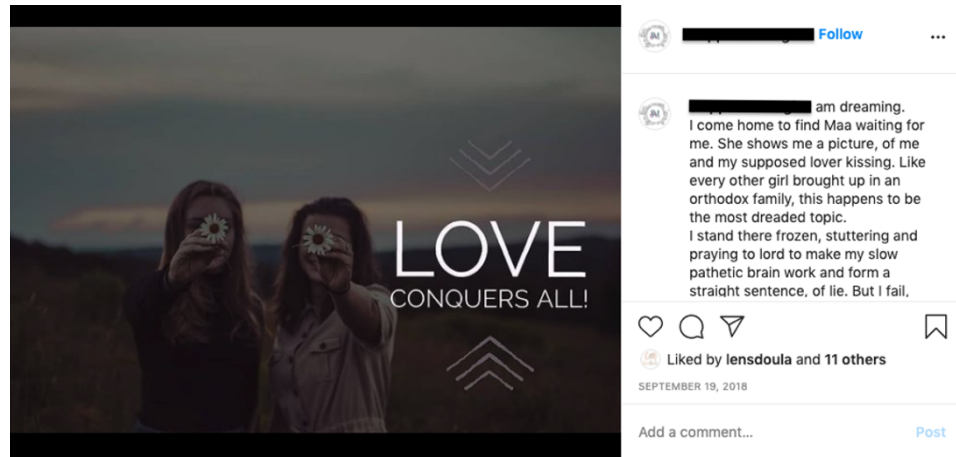 LOVE
CONQUERS ALL!
Follow
am dreaming.
I come home to find Maa waiting for
me. She shows me a picture, of me
and my supposed lover kissing. Like
every other girl brought up in an
orthodox family, this happens to be
the most dreaded topic.
I stand there frozen, stuttering and
praying to lord to make my slow
pathetic brain work and form a
straight sentence, of lie. But I fail,
Liked by lensdoula and 11 others
SEPTEMBER 19, 2018
Add a comment... Post